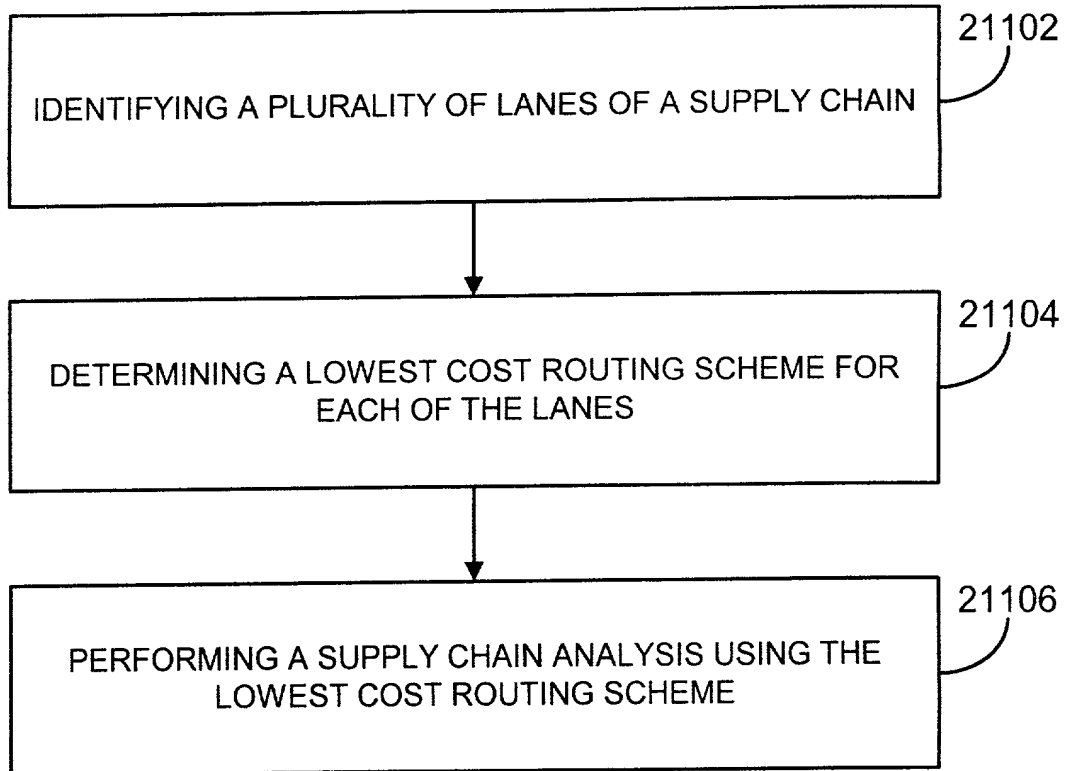 21102
IDENTIFYING A PLURALITY OF LANES OF A SUPPLY CHAIN
21104
DETERMINING A LOWEST COST ROUTING SCHEME FOR
EACH OF THE LANES
21106
PERFORMING A SUPPLY CHAIN ANALYSIS USING THE
LOWEST COST ROUTING SCHEME